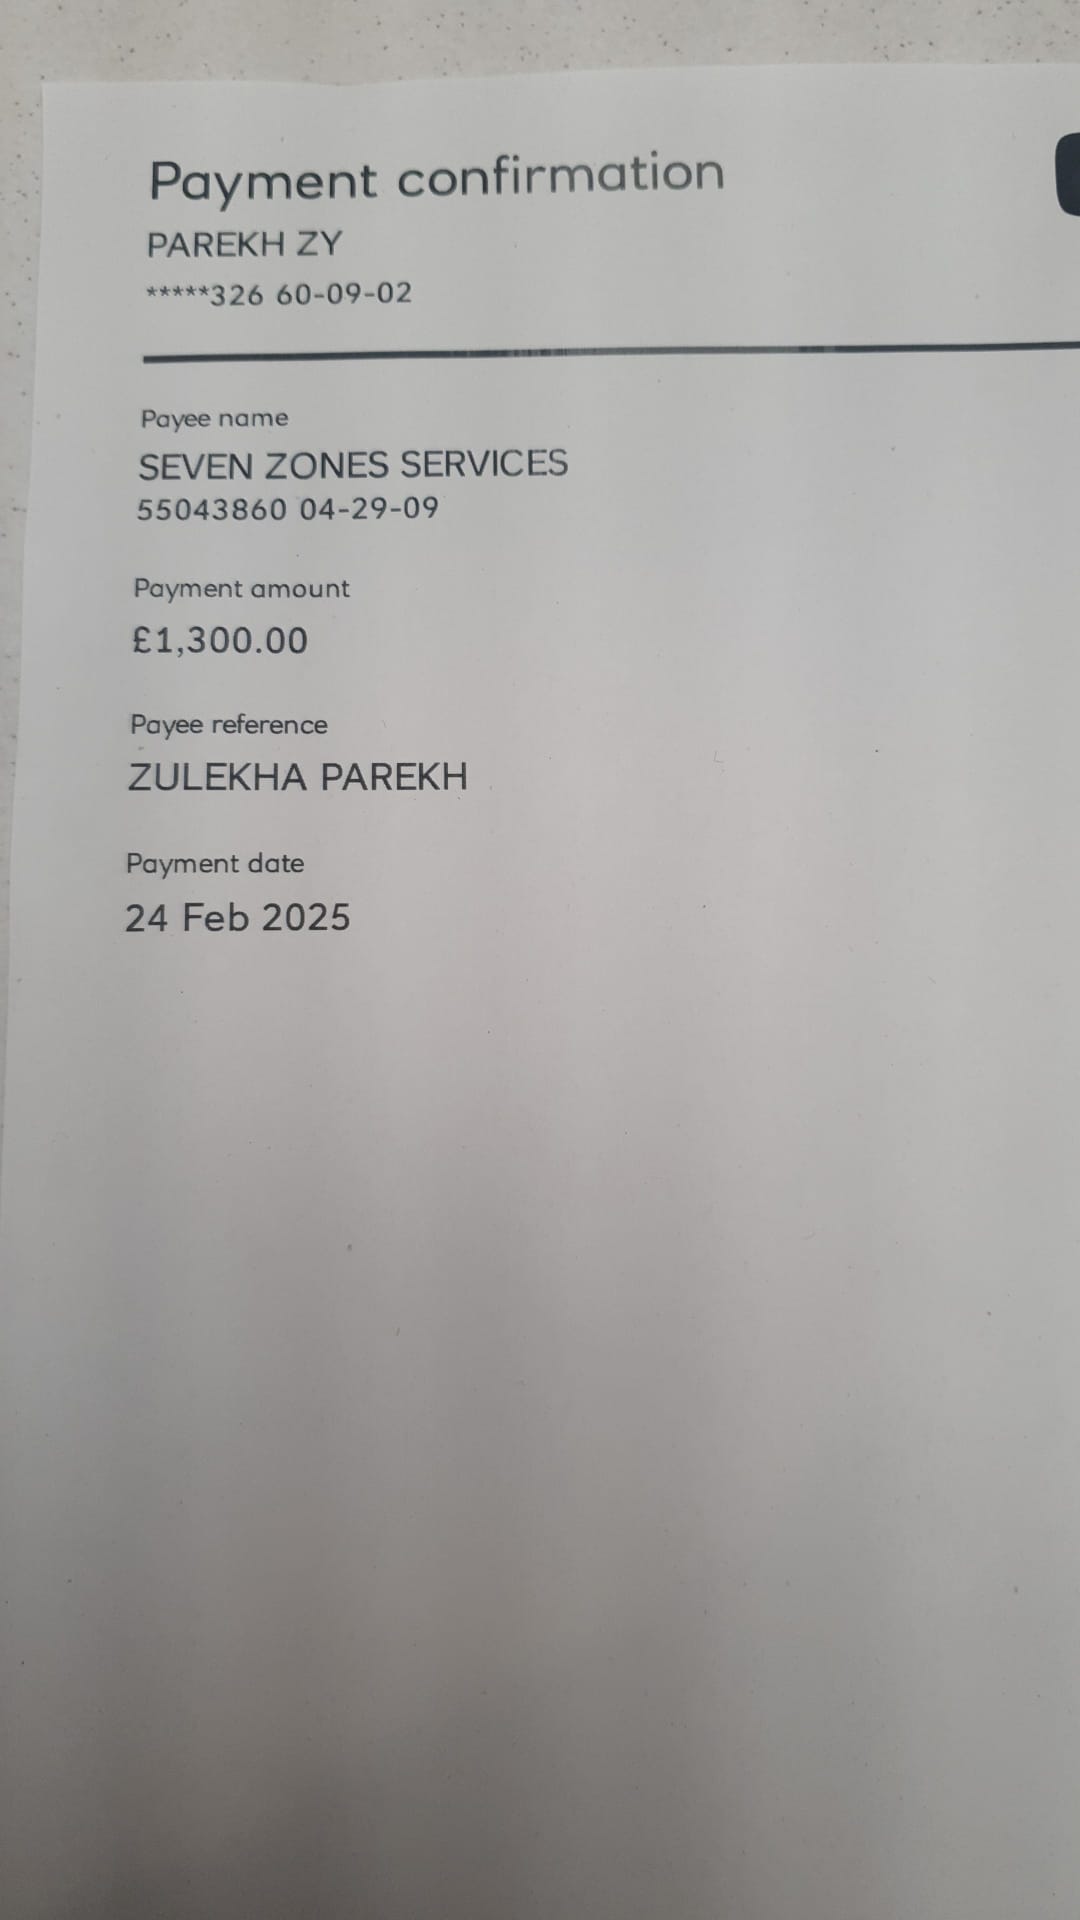 Payment confirmation
PAREKH ZY
*****326 60-09-02
Payee name
SEVEN ZONES SERVICES
55043860 04-29-09
Payment amount
£1,300.00
Payee reference
ZULEKHA PAREKH
Payment date
24 Feb 2025